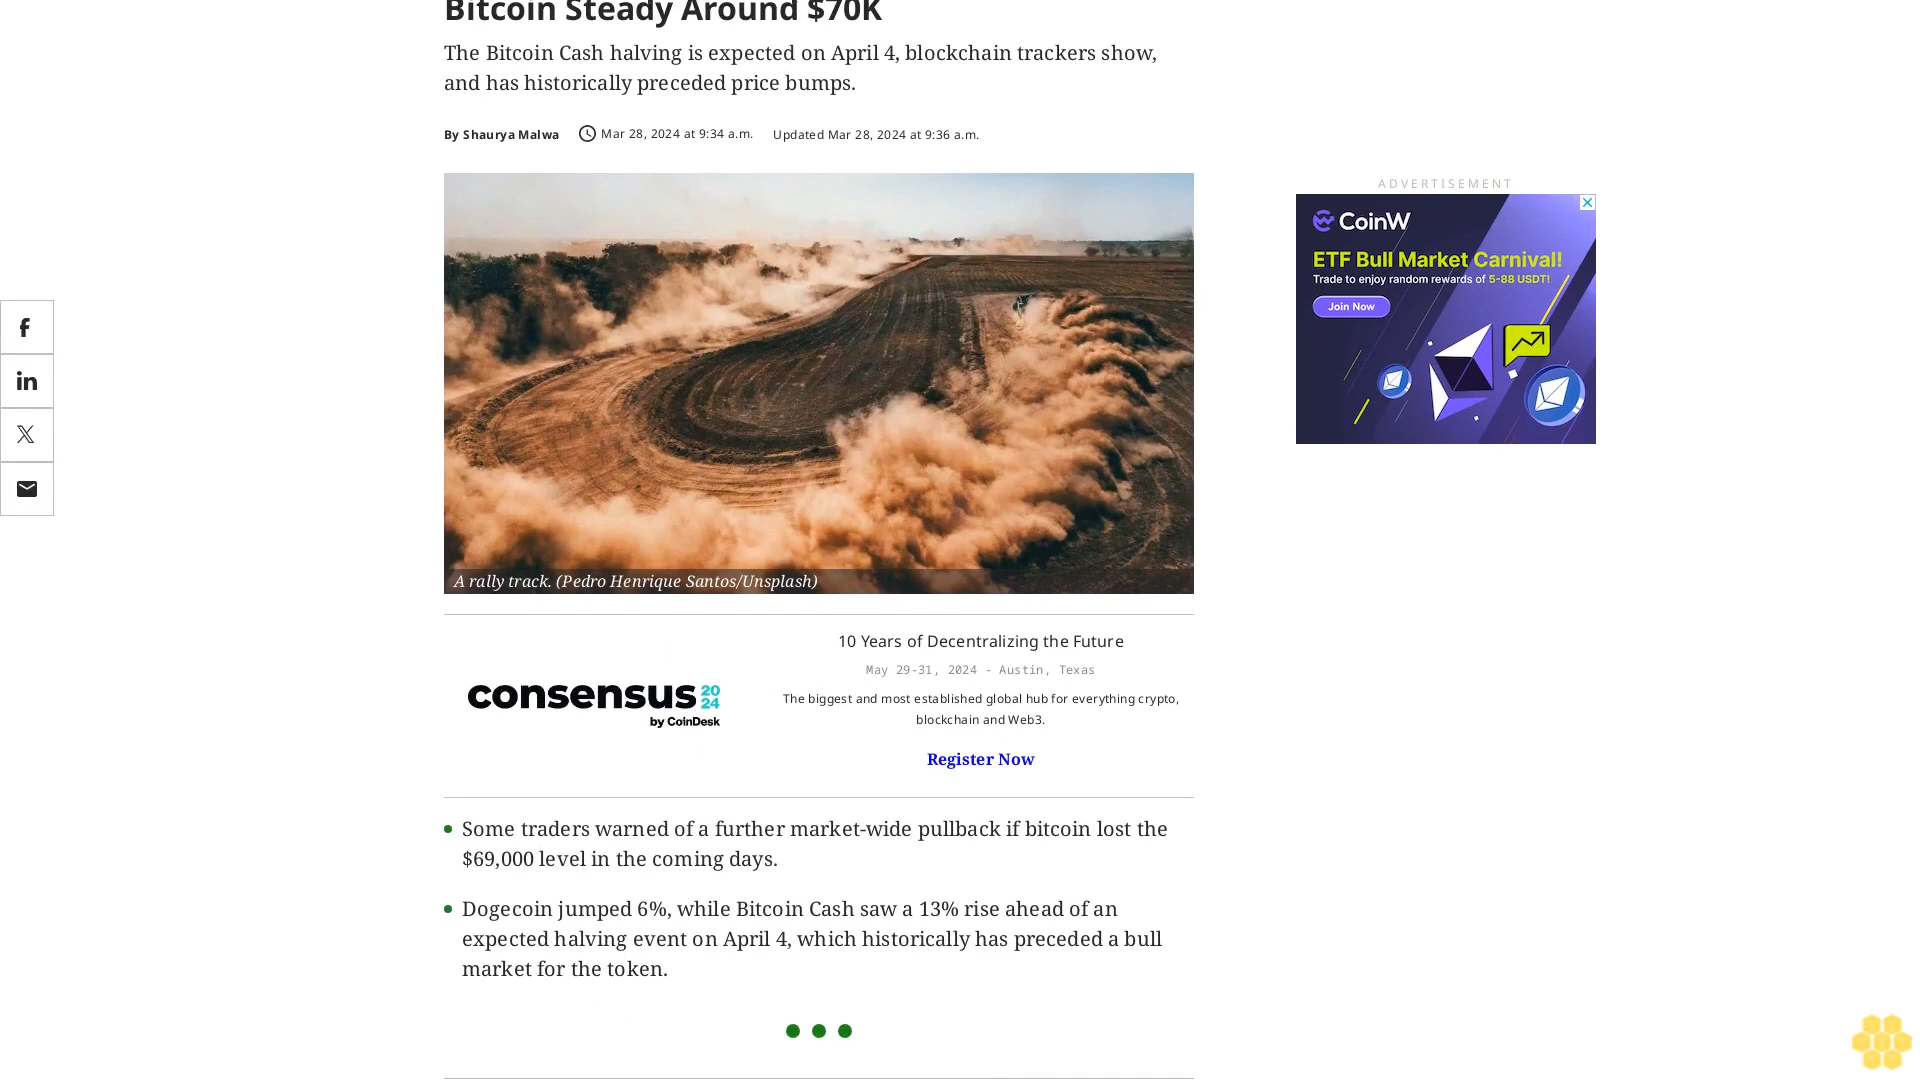 Bitcoin Steady Around $70K
The Bitcoin Cash halving is expected on April 4, blockchain trackers show,
and has historically preceded price bumps.
By Shaurya Malwa Mar 28, 2024 at 9:34 a.m. Updated Mar 28, 2024 at 9:36 a.m.
A rally track. (Pedro Henrique Santos/Unsplash)
ADVERTISEMENT
CoinW
ETF Bull Market Carnival!
Trade to enjoy random rewards of 5-88 USDT!
Join Now
consensus 2024
by CoinDesk
10 Years of Decentralizing the Future
May 29-31, 2024 - Austin, Texas
The biggest and most established global hub for everything crypto,
blockchain and Web3.
Register Now
Some traders warned of a further market-wide pullback if bitcoin lost the
$69,000 level in the coming days.
Dogecoin jumped 6%, while Bitcoin Cash saw a 13% rise ahead of an
expected halving event on April 4, which historically has preceded a bull
market for the token.